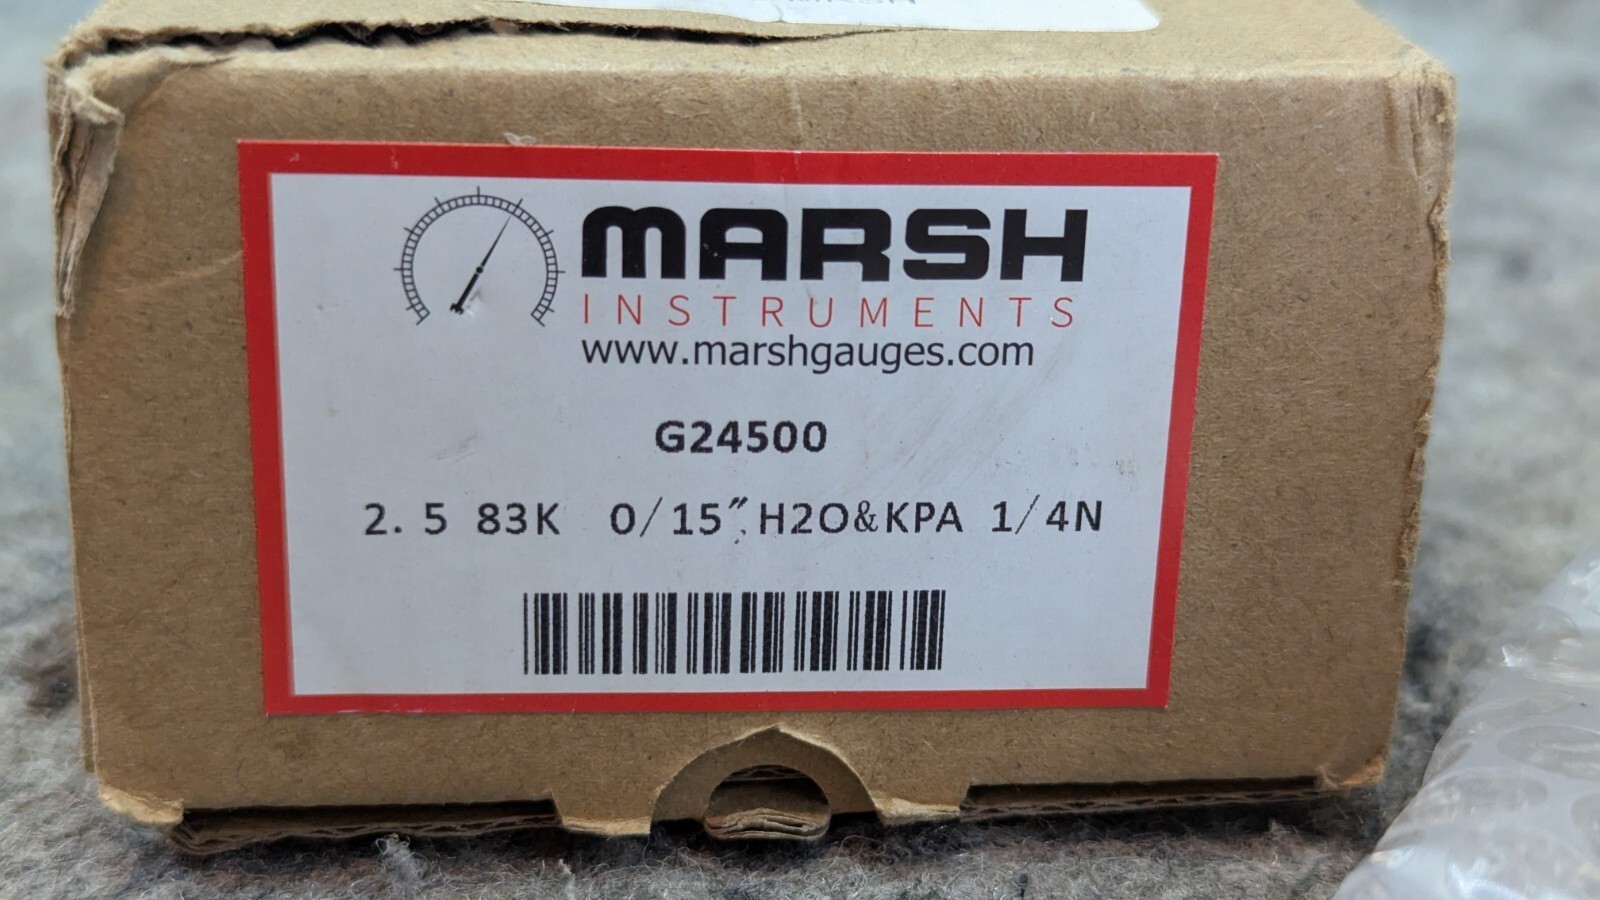 MARSH
INSTRUMENTS
www.marshgauges.com
G24500
2.5 83K 0/15" H2O&KPA 1/4N